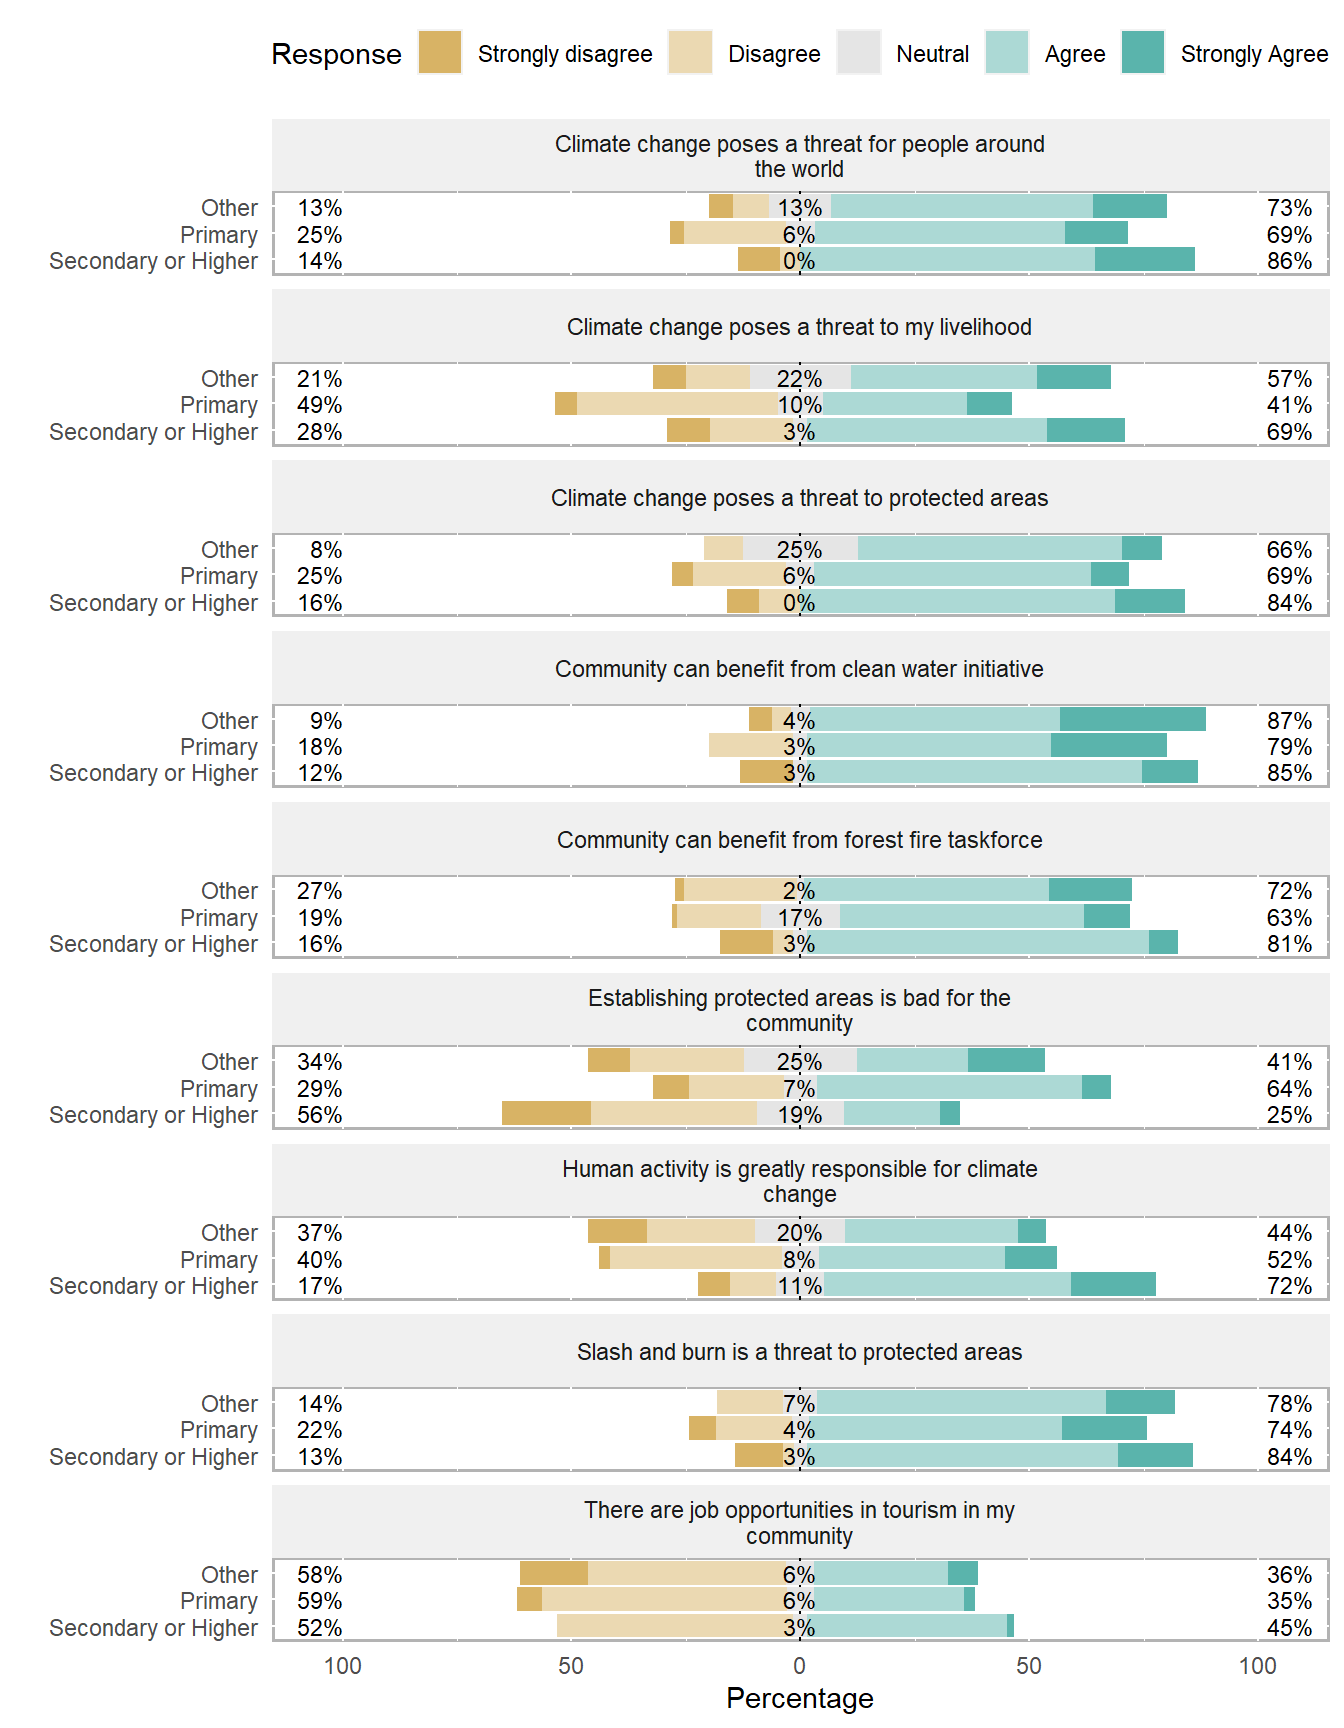 Response Strongly disagree Disagree Neutral Agree Strongly Agree
Climate change poses a threat for people around
the world
Other 13% 13% 73%
Primary 25% 6% 69%
Secondary or Higher 14% 0% 86%
Climate change poses a threat to my livelihood
Other 21% 22% 57%
Primary 49% 10% 41%
Secondary or Higher 28% 3% 69%
Climate change poses a threat to protected areas
Other 8% 25% 66%
Primary 25% 6% 69%
Secondary or Higher 16% 0% 84%
Community can benefit from clean water initiative
Other 9% 4% 87%
Primary 18% 3% 79%
Secondary or Higher 12% 3% 85%
Community can benefit from forest fire taskforce
Other 27% 2% 72%
Primary 19% 17% 63%
Secondary or Higher 16% 3% 81%
Establishing protected areas is bad for the
community
Other 34% 25% 41%
Primary 29% 7% 64%
Secondary or Higher 56% 19% 25%
Human activity is greatly responsible for climate
change
Other 37% 20% 44%
Primary 40% 8% 52%
Secondary or Higher 17% 11% 72%
Slash and burn is a threat to protected areas
Other 14% 7% 78%
Primary 22% 4% 74%
Secondary or Higher 13% 3% 84%
There are job opportunities in tourism in my
community
Other 58% 6% 36%
Primary 59% 6% 35%
Secondary or Higher 52% 3% 45%
100 50 0 50 100
Percentage